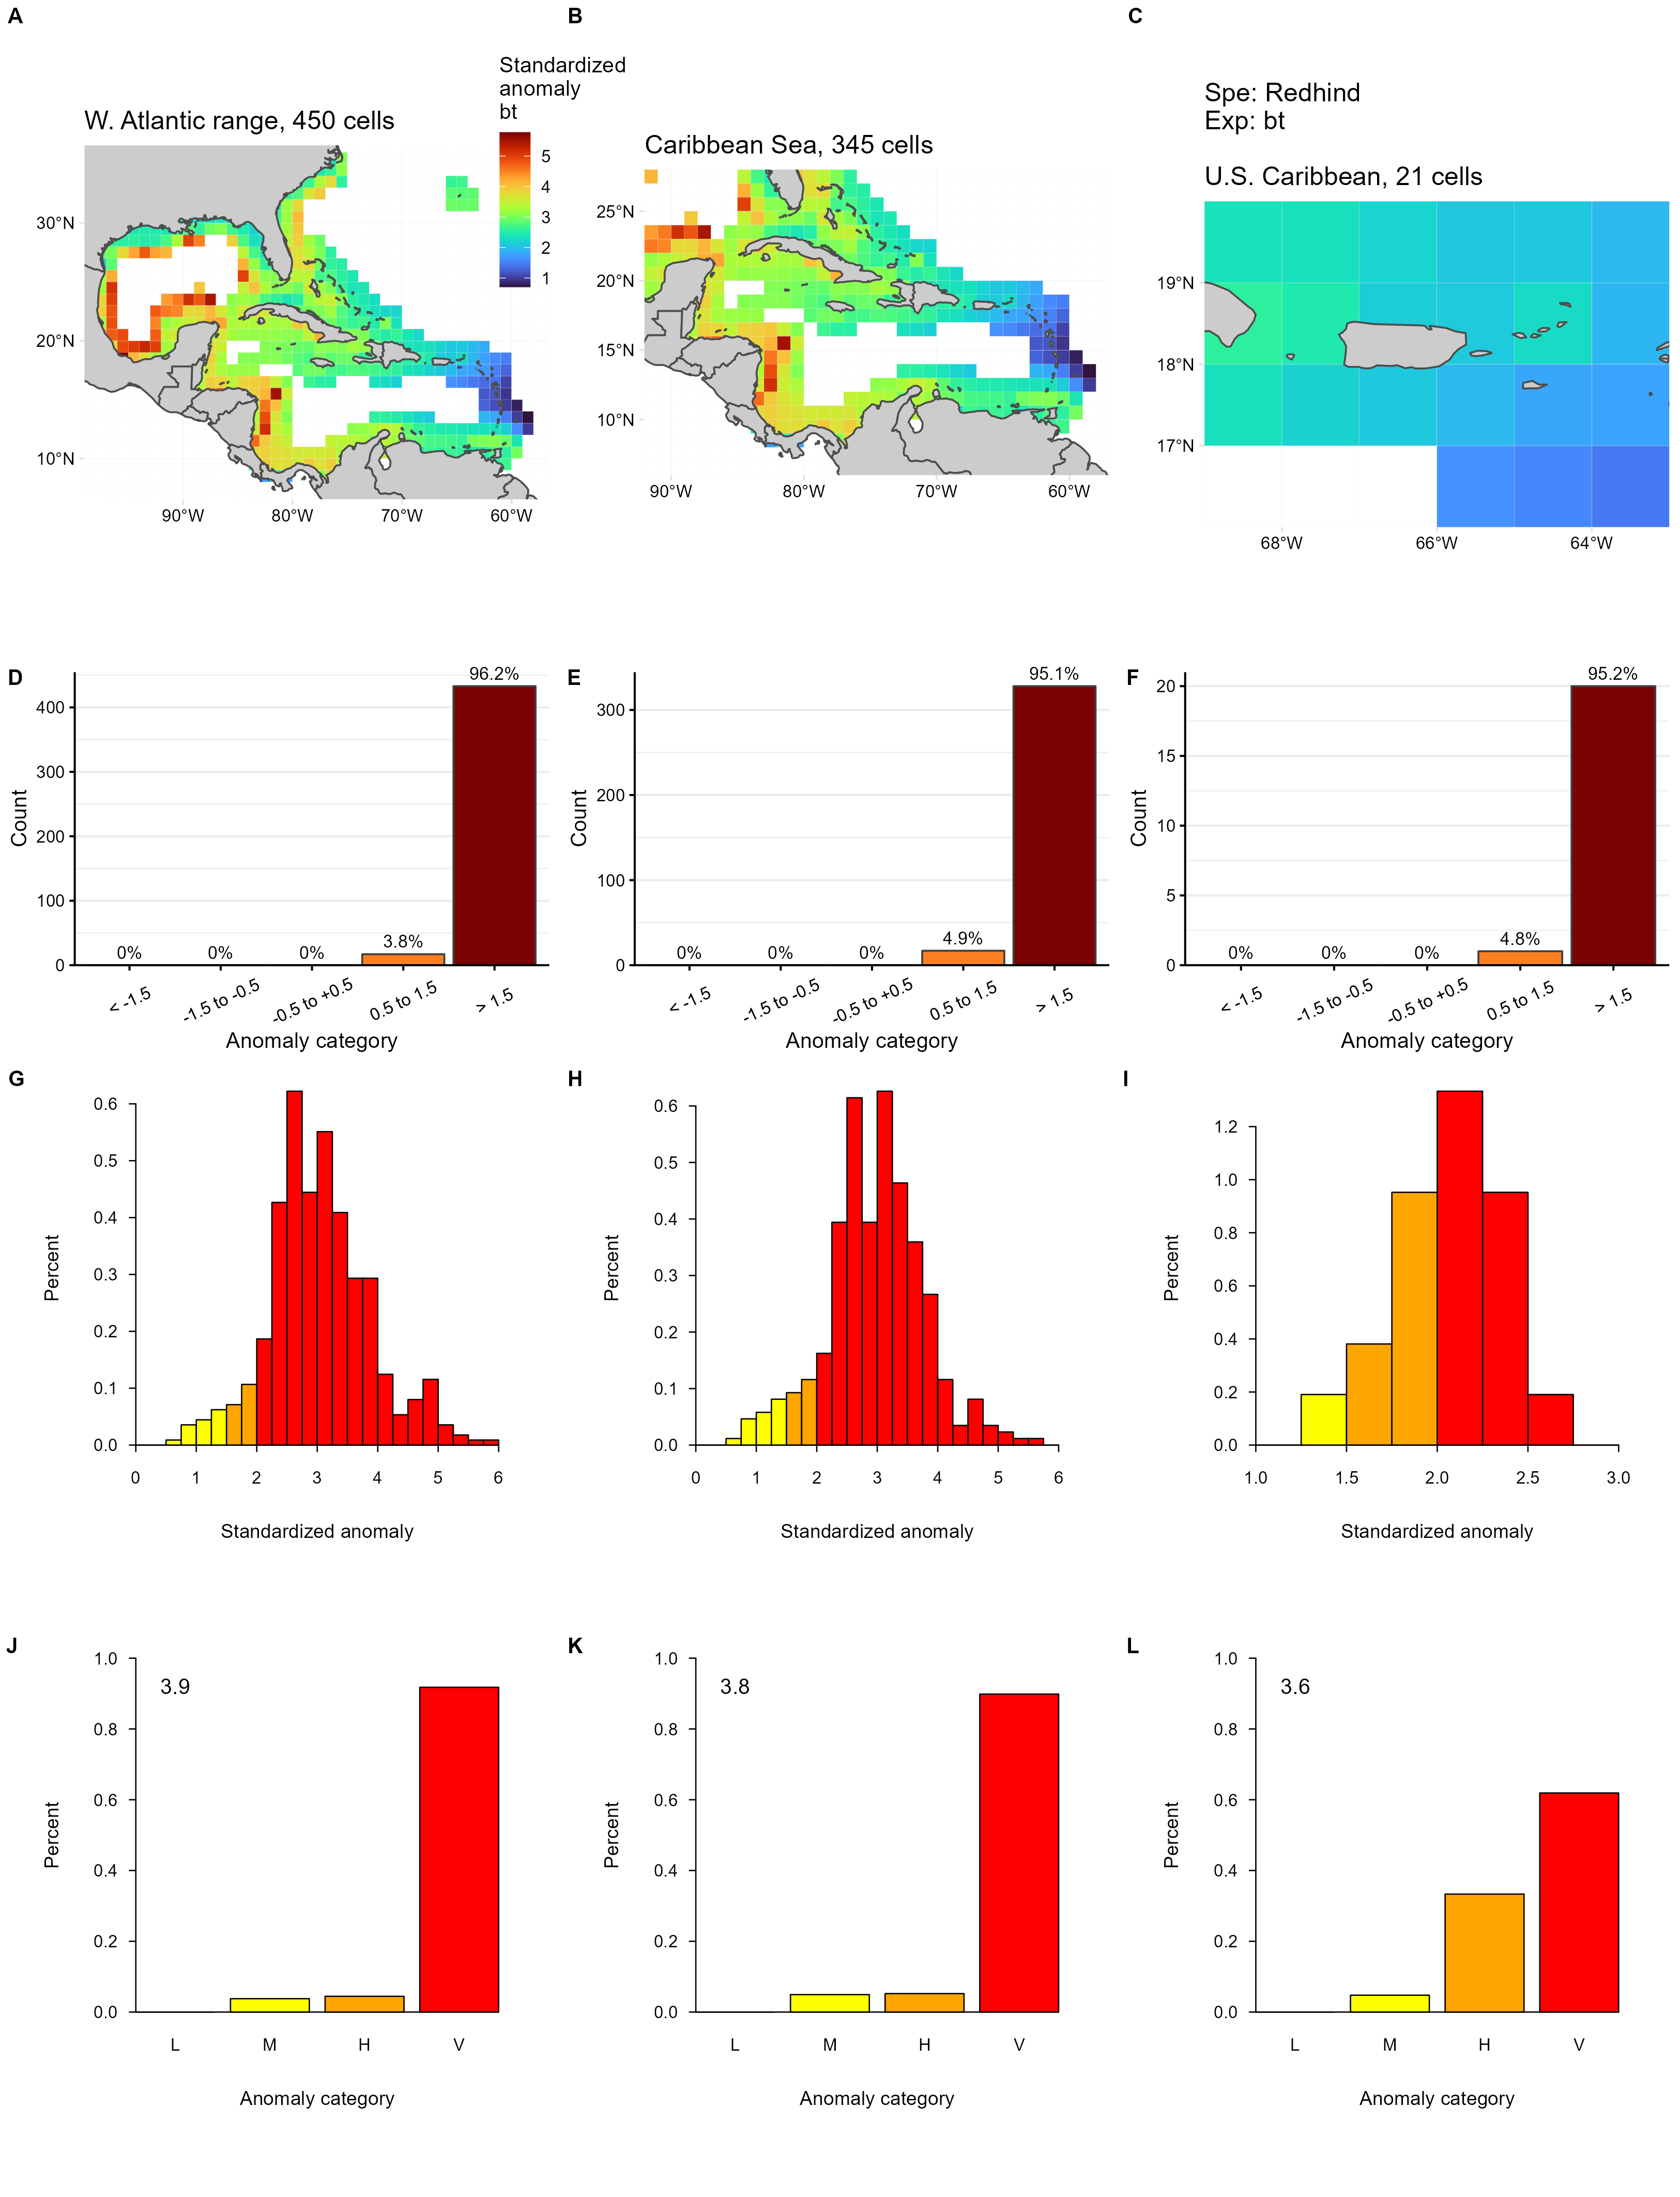 A
B
C
Standardized
anomaly
bt
5
4
3
2
1
W. Atlantic range, 450 cells
30°N
20°N
10°N
90°W 80°W 70°W 60°W
Caribbean Sea, 345 cells
25°N
20°N
15°N
10°N
90°W 80°W 70°W 60°W
Spe: Redhind
Exp: bt
U.S. Caribbean, 21 cells
19°N
18°N
17°N
68°W 66°W 64°W
D
Count
400
300
200
100
0
0% 0% 0% 3.8% 96.2%
< -1.5 -1.5 to -0.5 -0.5 to +0.5 0.5 to 1.5 > 1.5
Anomaly category
E
Count
300
200
100
0
0% 0% 0% 4.9% 95.1%
< -1.5 -1.5 to -0.5 -0.5 to +0.5 0.5 to 1.5 > 1.5
Anomaly category
F
Count
20
15
10
5
0
0% 0% 0% 4.8% 95.2%
< -1.5 -1.5 to -0.5 -0.5 to +0.5 0.5 to 1.5 > 1.5
Anomaly category
G
Percent
0.6
0.5
0.4
0.3
0.2
0.1
0.0
0 1 2 3 4 5 6
Standardized anomaly
H
Percent
0.6
0.5
0.4
0.3
0.2
0.1
0.0
0 1 2 3 4 5 6
Standardized anomaly
I
Percent
1.2
1.0
0.8
0.6
0.4
0.2
0.0
1.0 1.5 2.0 2.5 3.0
Standardized anomaly
J
Percent
1.0
0.8
0.6
0.4
0.2
0.0
3.9
L M H V
Anomaly category
K
Percent
1.0
0.8
0.6
0.4
0.2
0.0
3.8
L M H V
Anomaly category
L
Percent
1.0
0.8
0.6
0.4
0.2
0.0
3.6
L M H V
Anomaly category